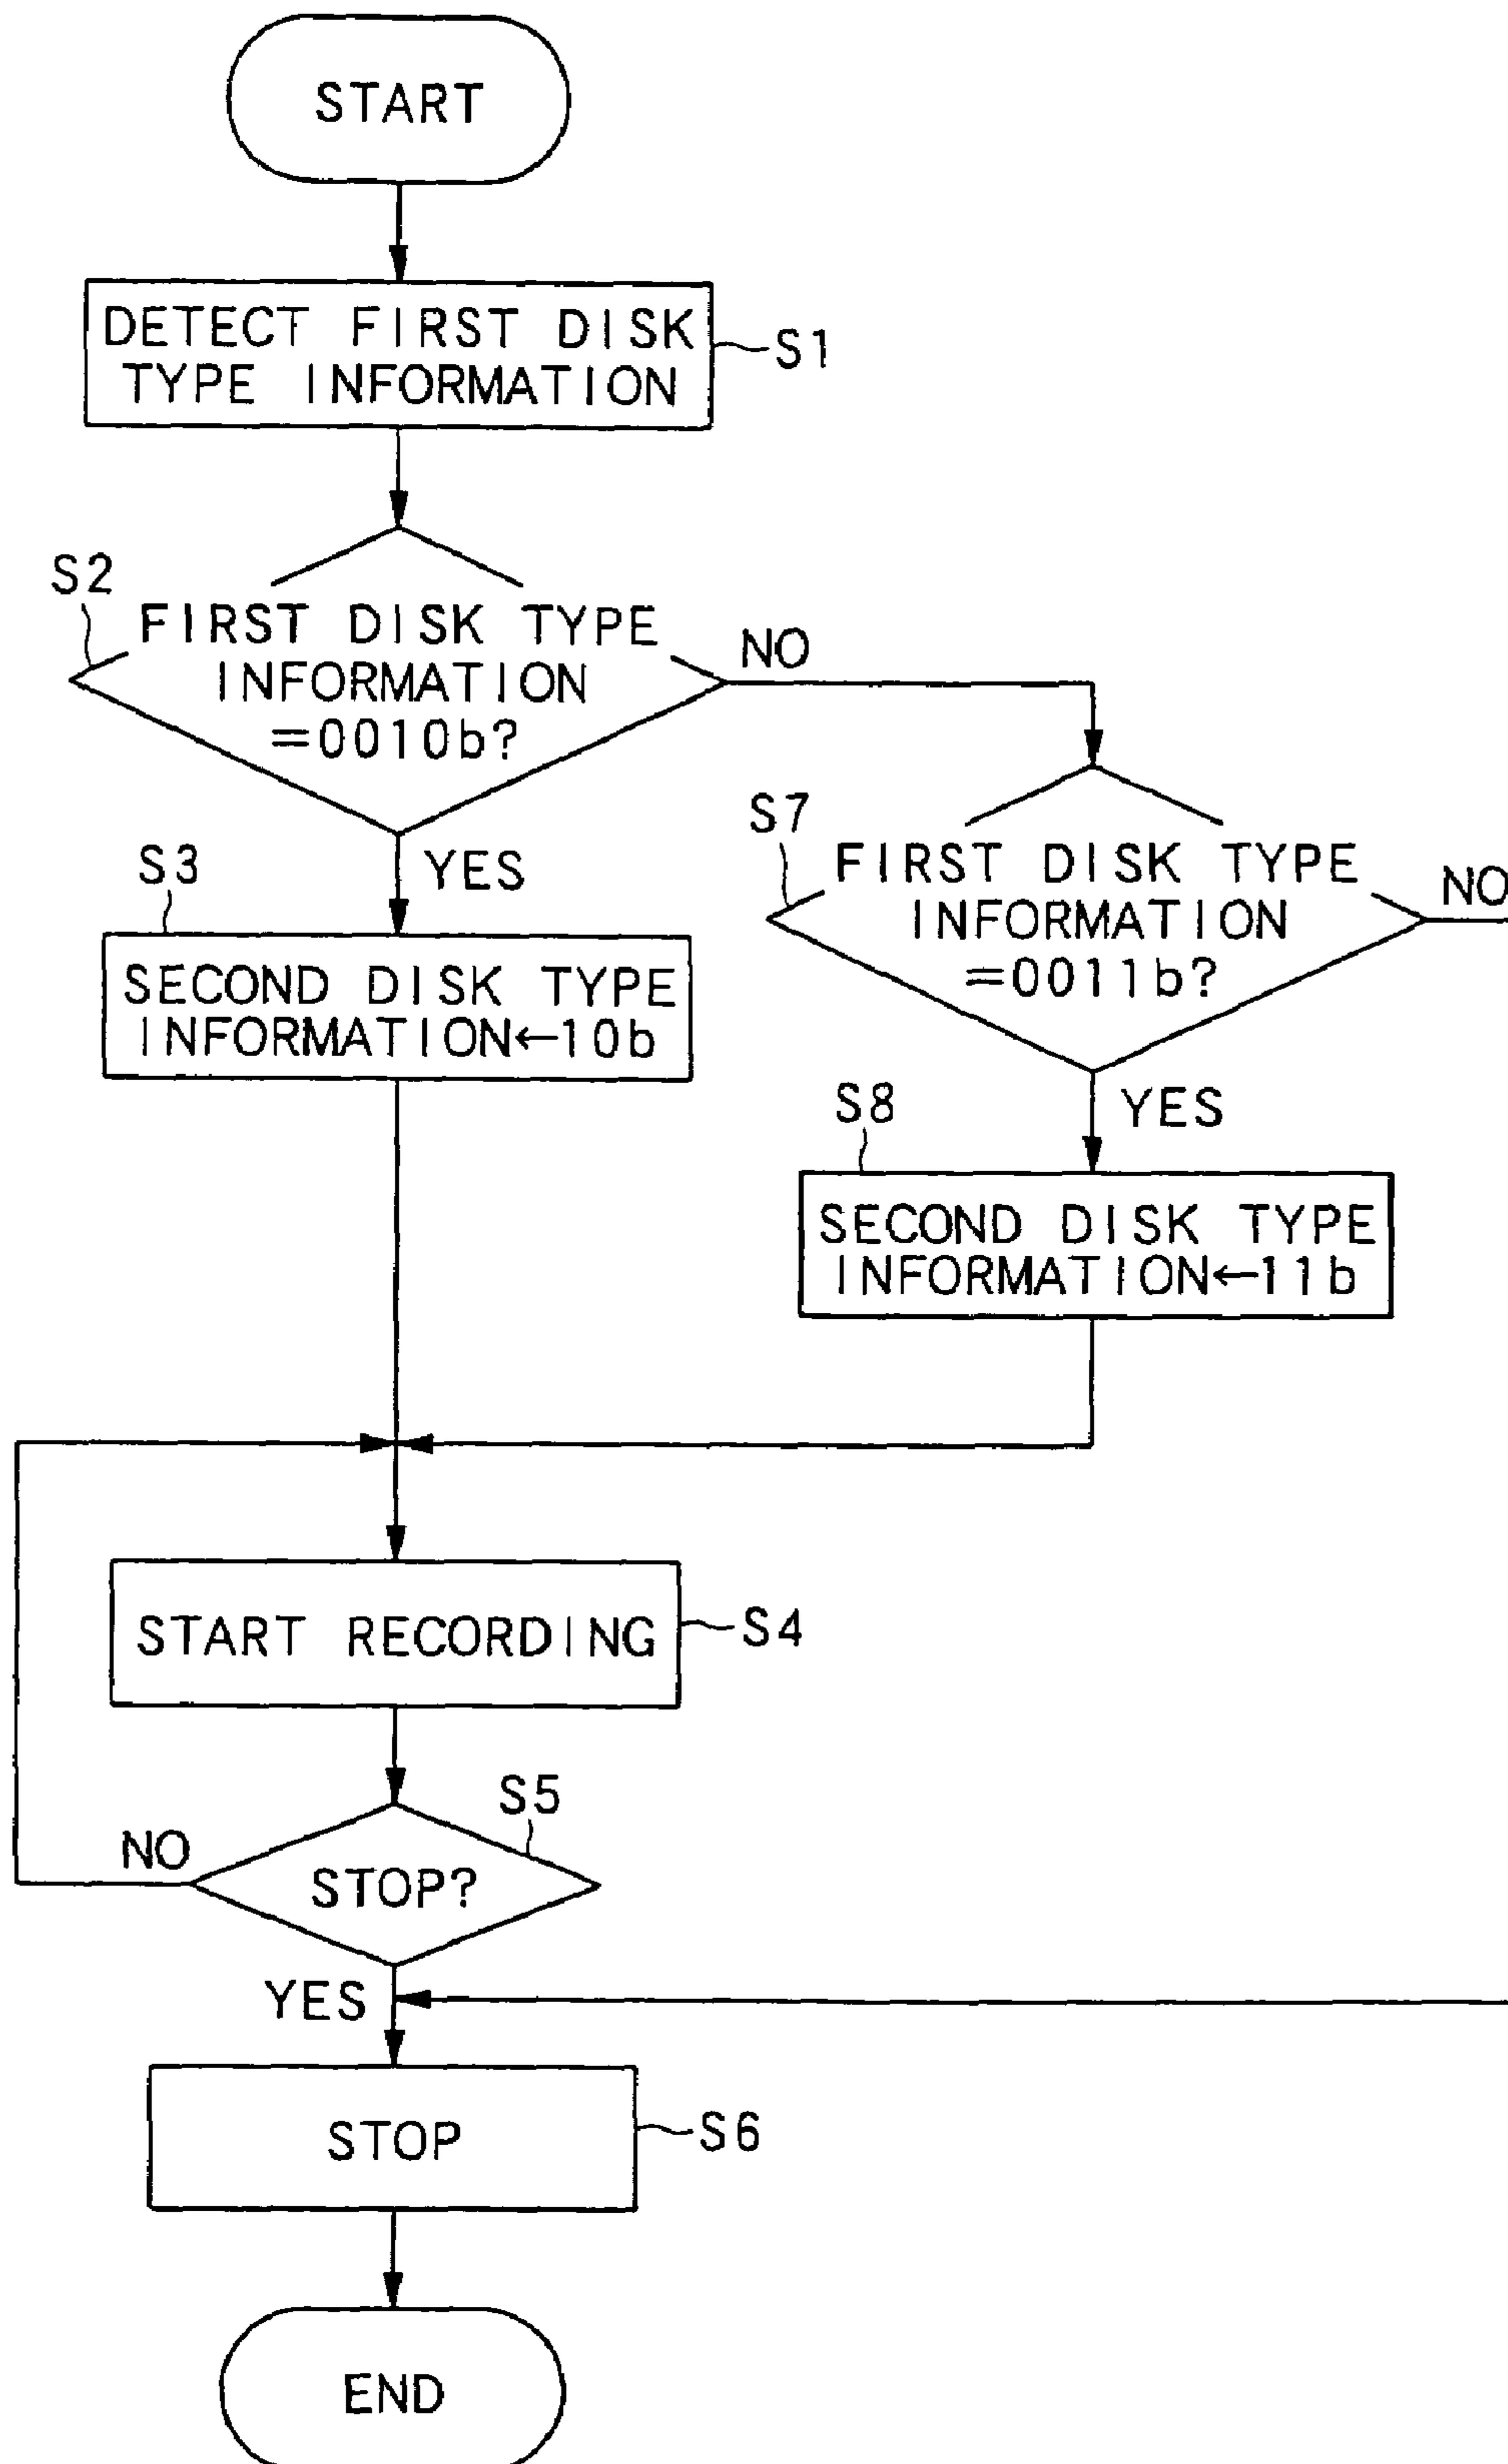 START
DETECT FIRST DISK
TYPE INFORMATION
S1
S2
FIRST DISK TYPE
INFORMATION
=0010b?
NO
YES
S3
SECOND DISK TYPE
INFORMATION←10b
S7
FIRST DISK TYPE
INFORMATION
=0011b?
NO
YES
S8
SECOND DISK TYPE
INFORMATION←11b
START RECORDING
S4
S5
STOP?
NO
YES
STOP
S6
END